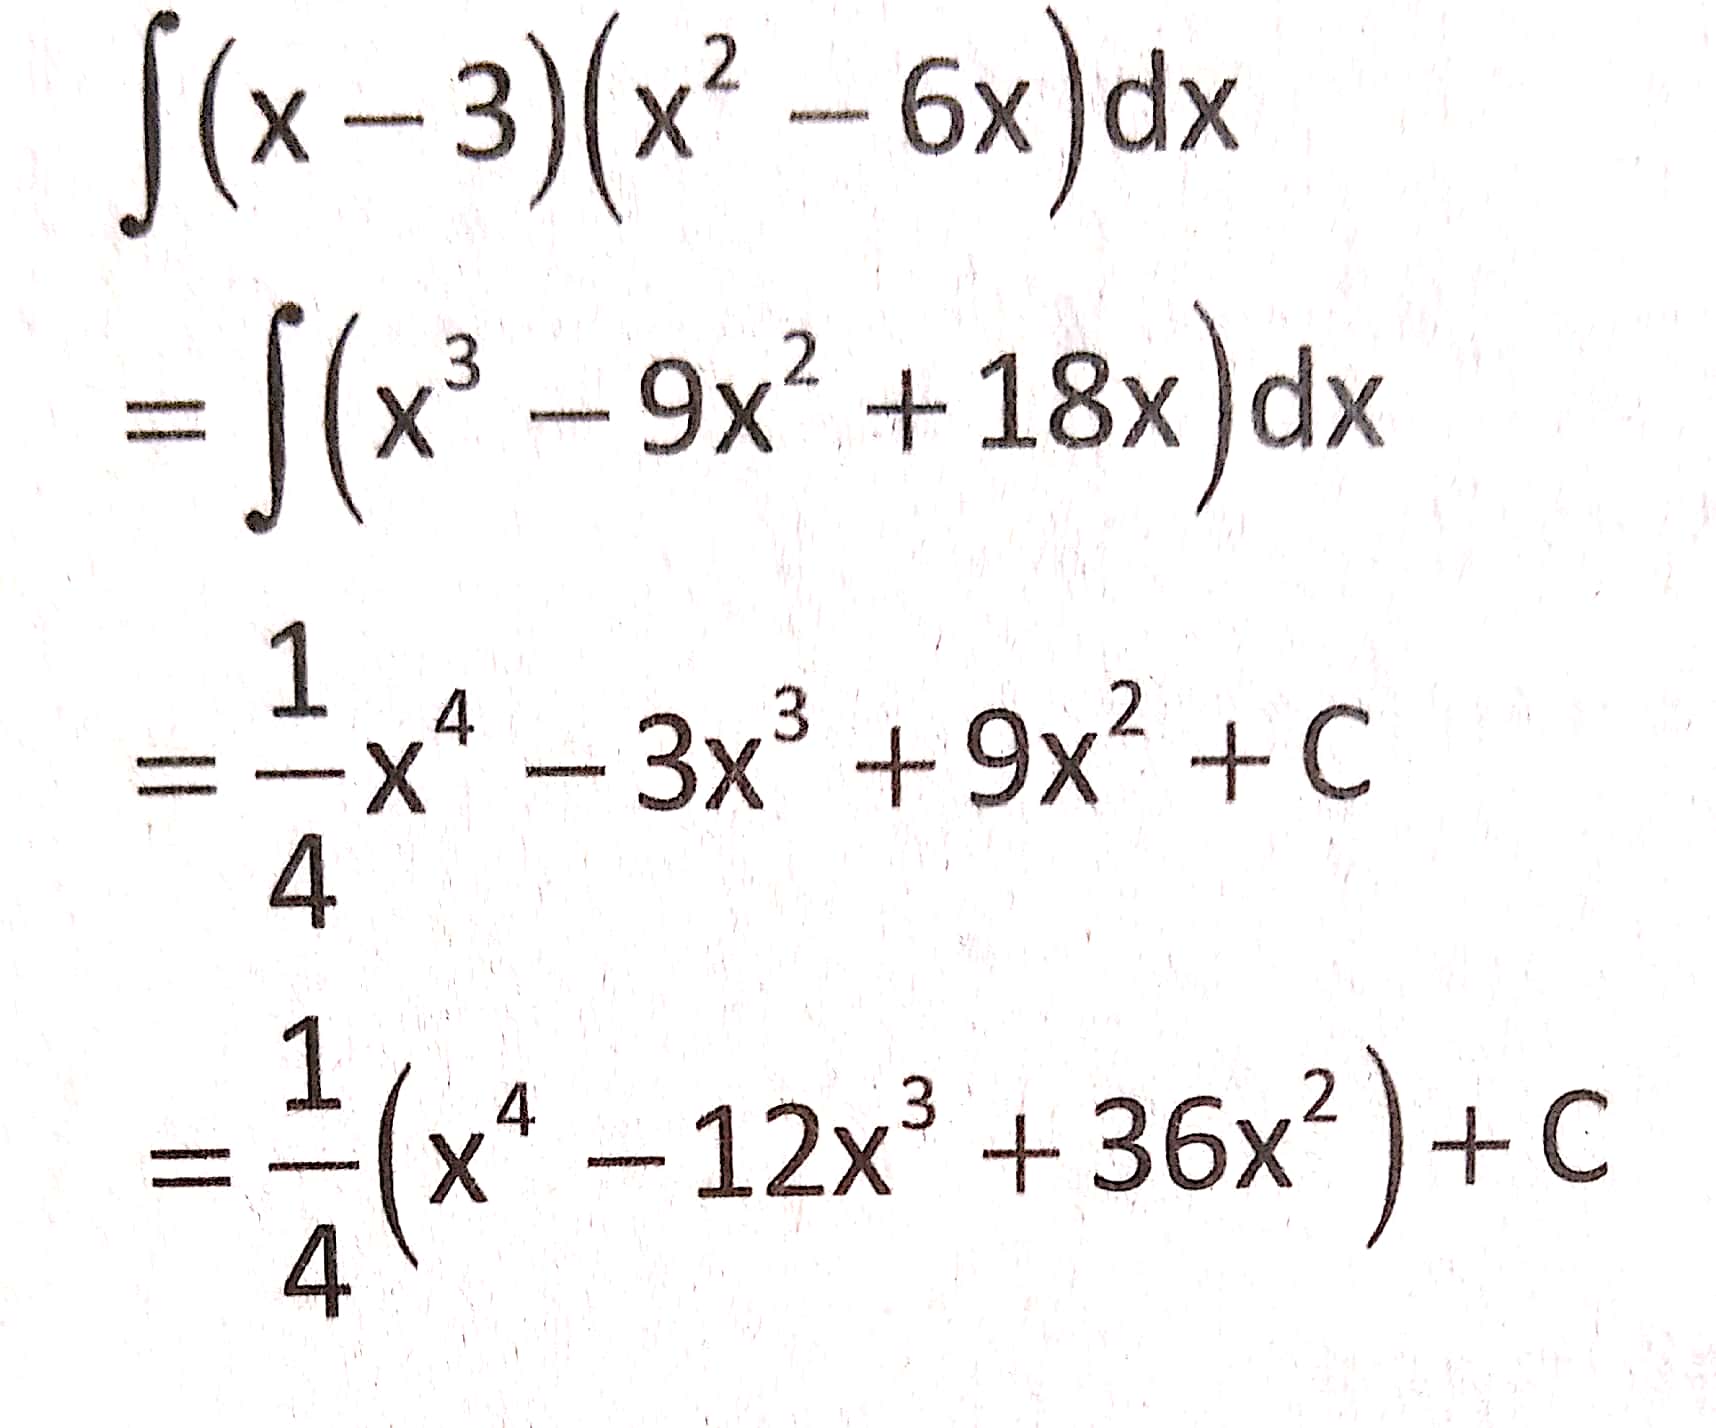 ∫(x − 3)(x² − 6x)dx
= ∫(x³ − 9x² + 18x)dx
= 1/4 x⁴ − 3x³ + 9x² + C
= 1/4 (x⁴ − 12x³ + 36x²) + C